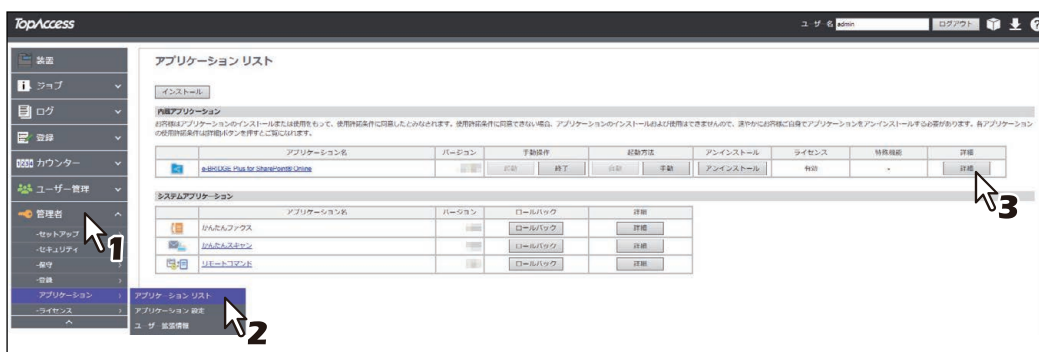 TopAccess
ユーザー名 admin ログアウト
装置
ジョブ
ログ
登録
カウンター
ユーザー管理
管理者
-セットアップ
-セキュリティ
-保守
-登録
-アプリケーション
-ライセンス
アプリケーション リスト
アプリケーション 設定
ユーザー 拡張情報
アプリケーション リスト
インストール
内蔵アプリケーション
お客様はアプリケーションのインストールまたは使用をもって、使用許諾条件に同意したとみなされます。使用許諾条件に同意できない場合、アプリケーションのインストールおよび使用はできませんので、速やかにお客様ご自身でアプリケーションをアンインストールする必要があります。各アプリケーション
の使用許諾条件は詳細ボタンを押すとご覧になれます。
アプリケーション名 バージョン 手動操作 起動方法 アンインストール ライセンス 特殊機能 詳細
e-BRIDGE Plus for SharePoint® Online 起動 終了 自動 手動 アンインストール 有効 - 詳細
システムアプリケーション
アプリケーション名 バージョン ロールバック 詳細
かんたんファクス ロールバック 詳細
かんたんスキャン ロールバック 詳細
リモートコマンド ロールバック 詳細
1
2
3